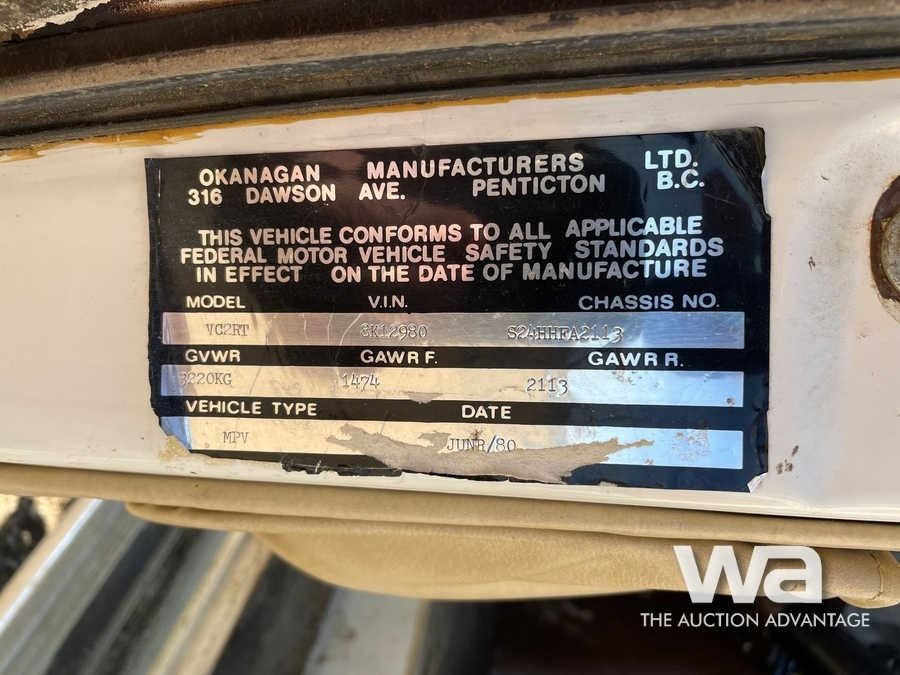 OKANAGAN MANUFACTURERS LTD.
316 DAWSON AVE. PENTICTON B.C.
THIS VEHICLE CONFORMS TO ALL APPLICABLE
FEDERAL MOTOR VEHICLE SAFETY STANDARDS
IN EFFECT ON THE DATE OF MANUFACTURE
MODEL V.I.N. CHASSIS NO.
VC2RT 3K12980 S24HHFA2113
GVWR GAWR F. GAWR R.
3220KG 1474 2113
VEHICLE TYPE DATE
MPV JUNR/80
wa
THE AUCTION ADVANTAGE